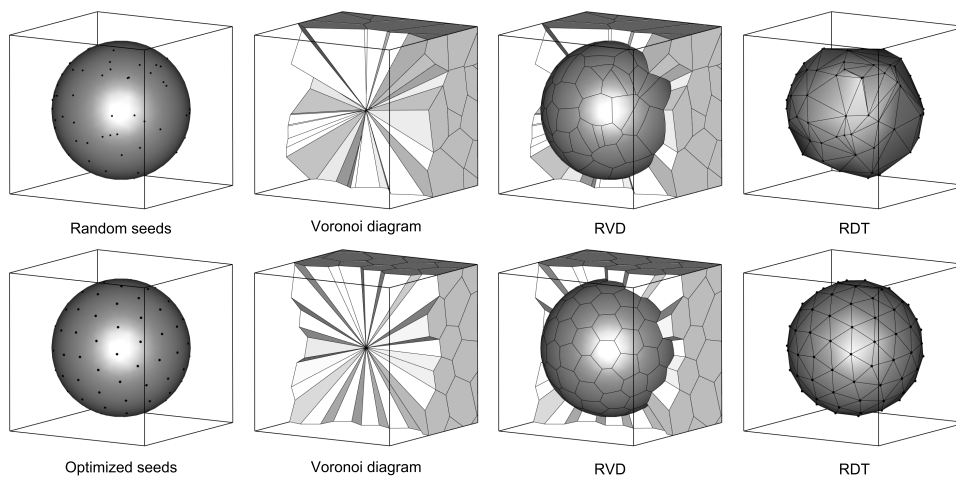 Random seeds
Voronoi diagram
RVD
RDT
Optimized seeds
Voronoi diagram
RVD
RDT